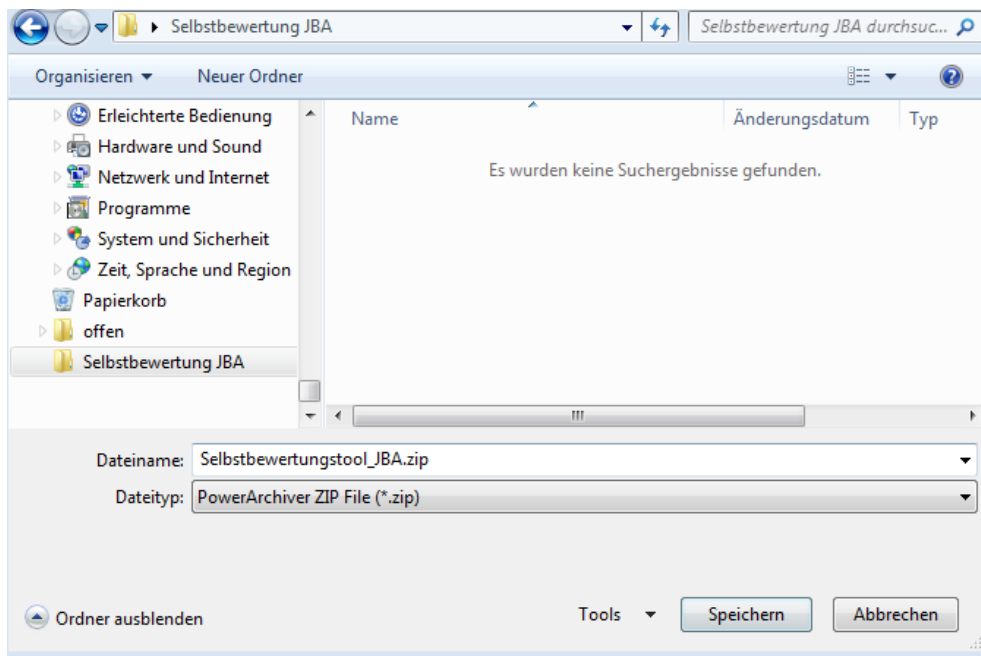 Selbstbewertung JBA
Selbstbewertung JBA durchsuc...
Organisieren
Neuer Ordner
Erleichterte Bedienung
Hardware und Sound
Netzwerk und Internet
Programme
System und Sicherheit
Zeit, Sprache und Region
Papierkorb
offen
Selbstbewertung JBA
Name
Änderungsdatum
Typ
Es wurden keine Suchergebnisse gefunden.
Dateiname: Selbstbewertungstool_JBA.zip
Dateityp: PowerArchiver ZIP File (*.zip)
Ordner ausblenden
Tools
Speichern
Abbrechen